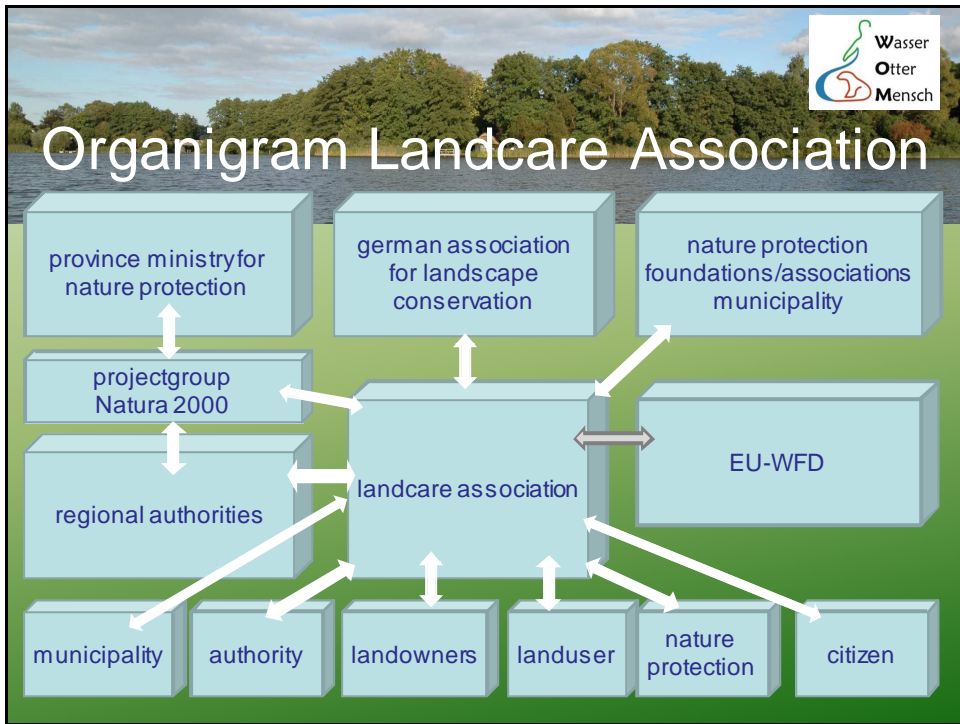 Wasser
Otter
Mensch
Organigram Landcare Association
province ministry for
nature protection
german association
for landscape
conservation
nature protection
foundations/associations
municipality
projectgroup
Natura 2000
EU-WFD
landcare association
regional authorities
municipality
authority
landowners
landuser
nature
protection
citizen